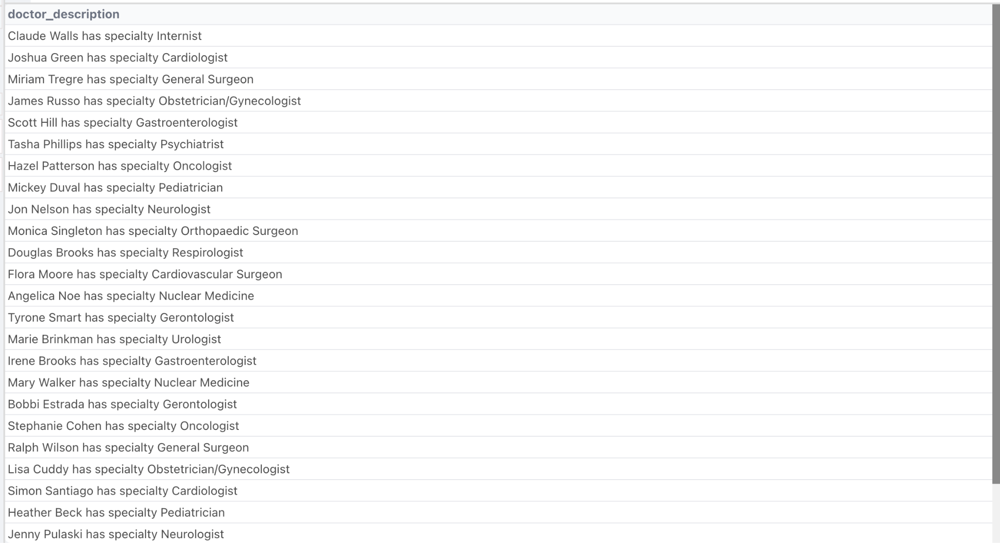 doctor_description
Claude Walls has specialty Internist
Joshua Green has specialty Cardiologist
Miriam Tregre has specialty General Surgeon
James Russo has specialty Obstetrician/Gynecologist
Scott Hill has specialty Gastroenterologist
Tasha Phillips has specialty Psychiatrist
Hazel Patterson has specialty Oncologist
Mickey Duval has specialty Pediatrician
Jon Nelson has specialty Neurologist
Monica Singleton has specialty Orthopaedic Surgeon
Douglas Brooks has specialty Respirologist
Flora Moore has specialty Cardiovascular Surgeon
Angelica Noe has specialty Nuclear Medicine
Tyrone Smart has specialty Gerontologist
Marie Brinkman has specialty Urologist
Irene Brooks has specialty Gastroenterologist
Mary Walker has specialty Nuclear Medicine
Bobbi Estrada has specialty Gerontologist
Stephanie Cohen has specialty Oncologist
Ralph Wilson has specialty General Surgeon
Lisa Cuddy has specialty Obstetrician/Gynecologist
Simon Santiago has specialty Cardiologist
Heather Beck has specialty Pediatrician
Jenny Pulaski has specialty Neurologist